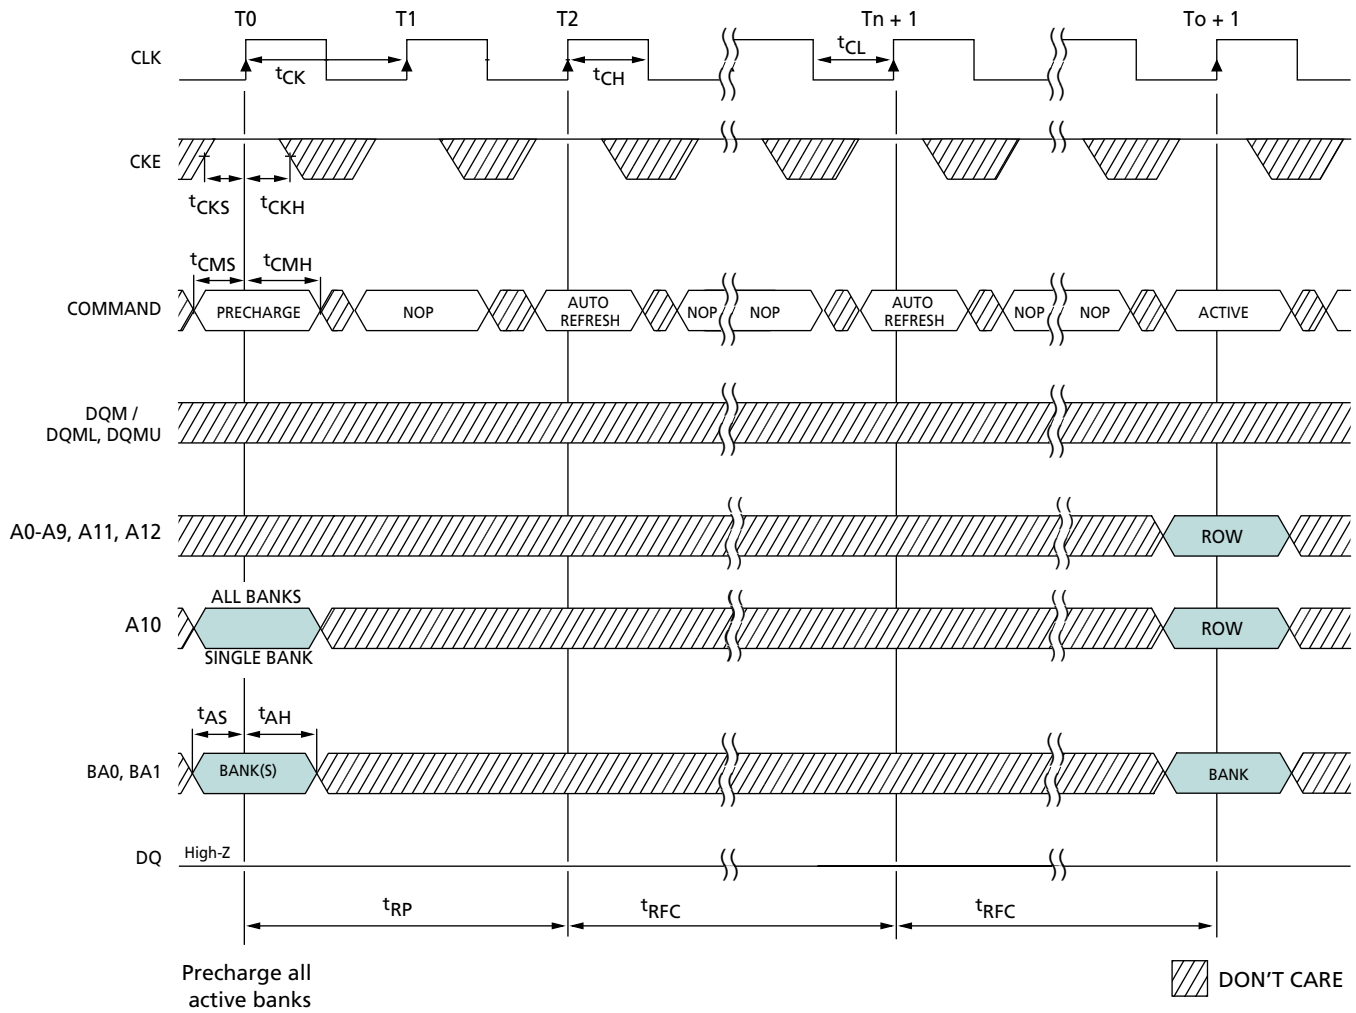 T0 T1 T2 Tn + 1 To + 1
CLK
tCK tCH tCL
CKE
tCKS tCKH
tCMS tCMH
COMMAND PRECHARGE NOP AUTO REFRESH NOP NOP AUTO REFRESH NOP NOP ACTIVE
DQM /
DQML, DQMU
A0-A9, A11, A12 ROW
ALL BANKS
A10 ROW
SINGLE BANK
tAS tAH
BA0, BA1 BANK(S) BANK
DQ High-Z
tRP tRFC tRFC
Precharge all
active banks
DON'T CARE